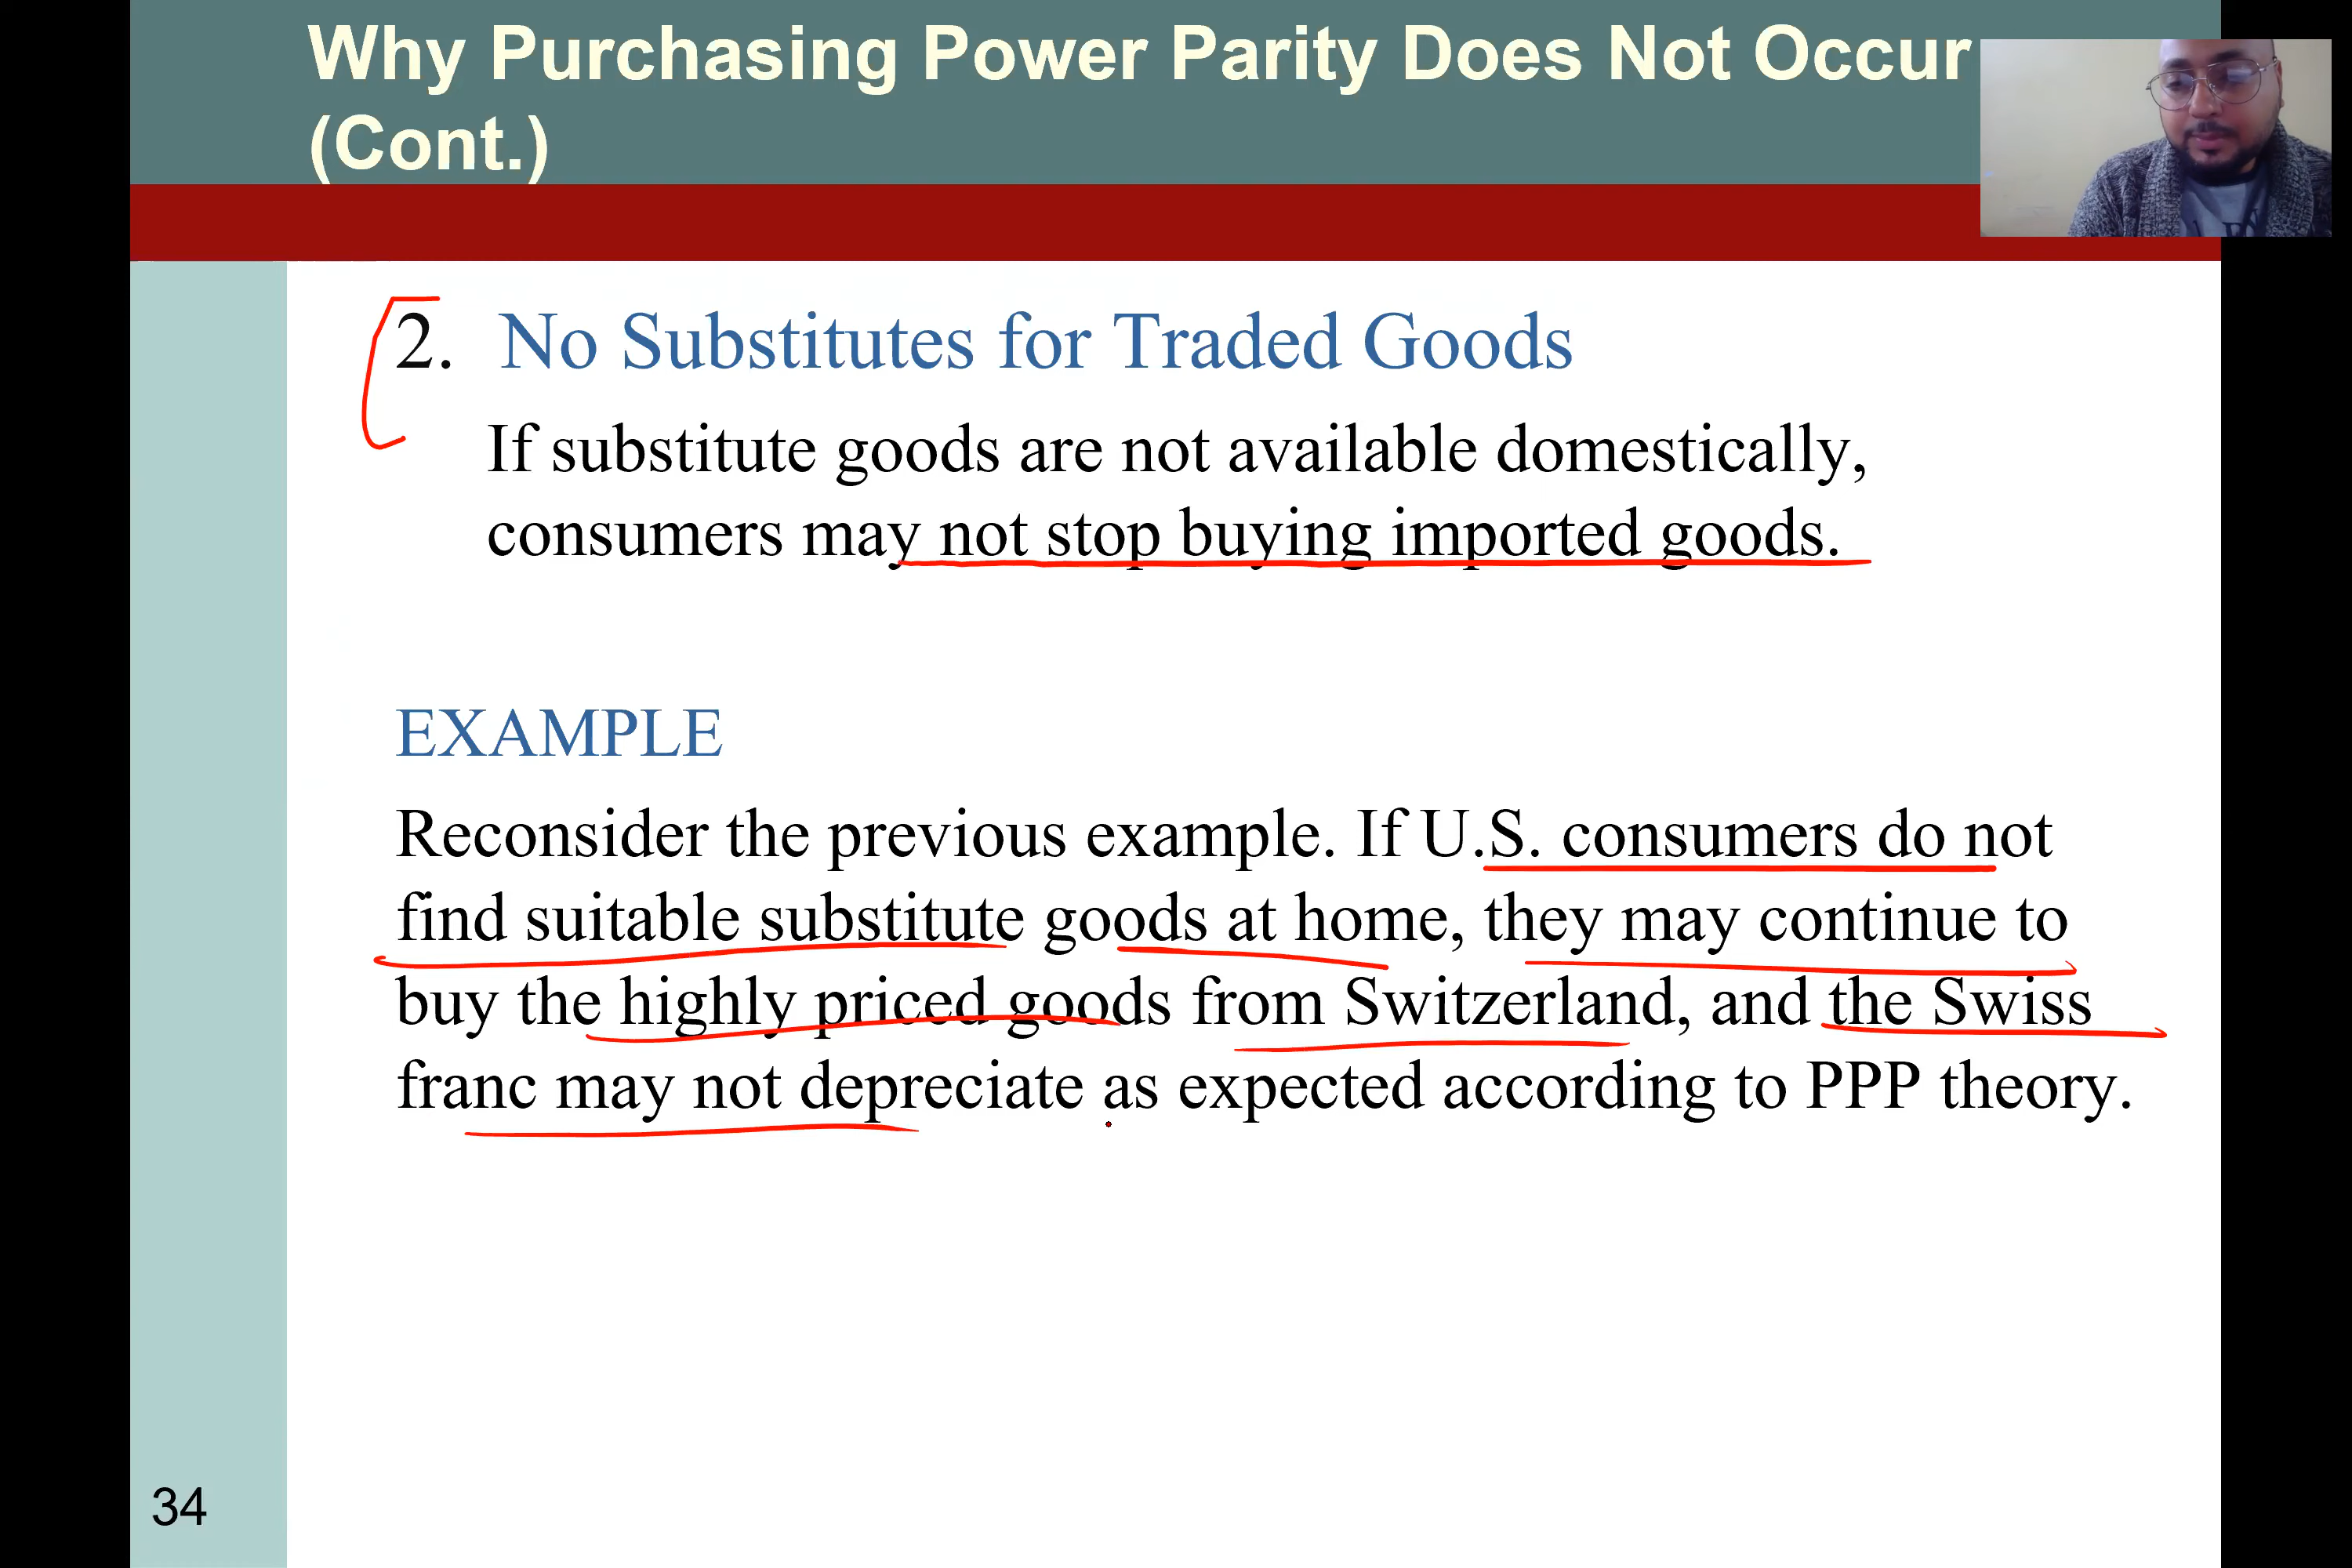 Why Purchasing Power Parity Does Not Occur
(Cont.)
2. No Substitutes for Traded Goods
If substitute goods are not available domestically,
consumers may not stop buying imported goods.
EXAMPLE
Reconsider the previous example. If U.S. consumers do not
find suitable substitute goods at home, they may continue to
buy the highly priced goods from Switzerland, and the Swiss
franc may not depreciate as expected according to PPP theory.
34